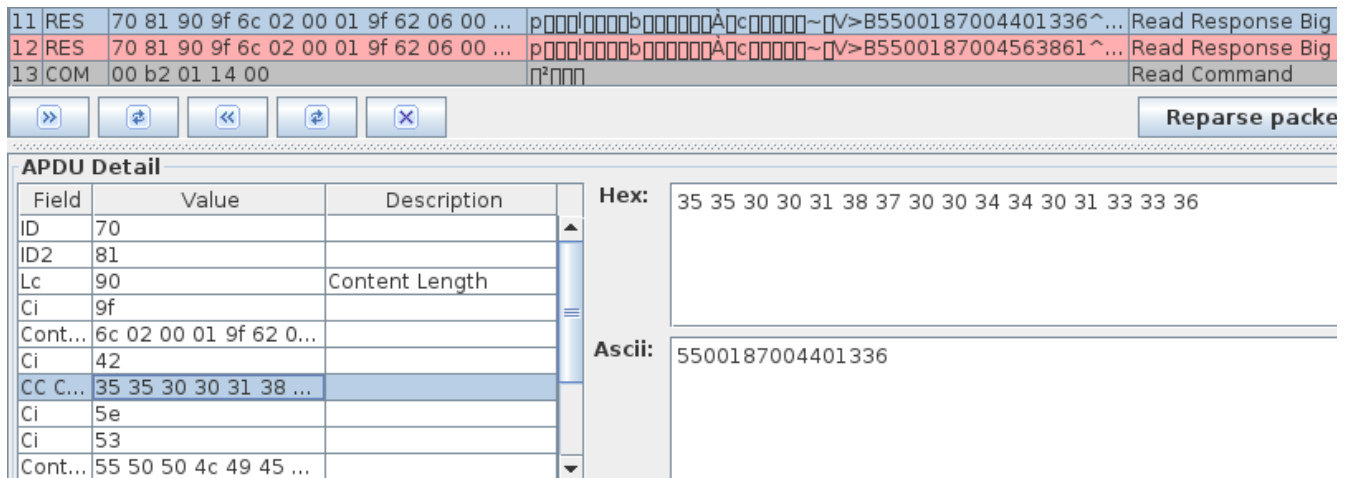 11 RES 70 81 90 9f 6c 02 00 01 9f 62 06 00 ... p▯▯▯l▯▯▯▯b▯▯▯▯▯▯À▯c▯▯▯▯▯~▯V>B5500187004401336^... Read Response Big
12 RES 70 81 90 9f 6c 02 00 01 9f 62 06 00 ... p▯▯▯l▯▯▯▯b▯▯▯▯▯▯À▯c▯▯▯▯▯~▯V>B5500187004563861^... Read Response Big
13 COM 00 b2 01 14 00 ▯²▯▯▯ Read Command
Reparse packe
APDU Detail
Field Value Description
ID 70
ID2 81
Lc 90 Content Length
Ci 9f
Cont... 6c 02 00 01 9f 62 0...
Ci 42
CC C... 35 35 30 30 31 38 ...
Ci 5e
Ci 53
Cont... 55 50 50 4c 49 45 ...
Hex: 35 35 30 30 31 38 37 30 30 34 34 30 31 33 33 36
Ascii: 5500187004401336